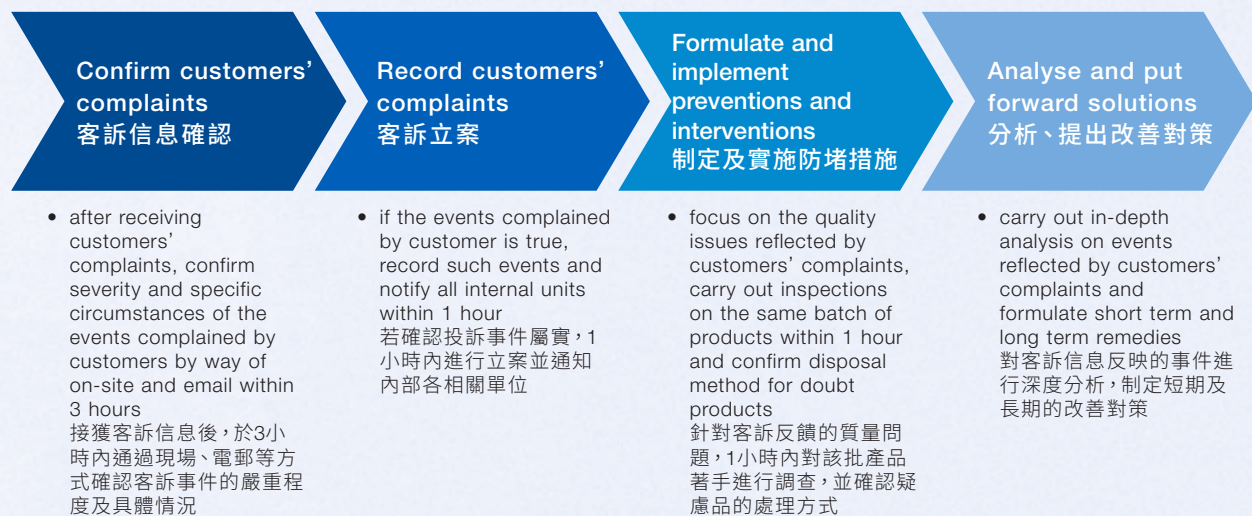 Confirm customers’
complaints
客訴信息確認
Record customers’
complaints
客訴立案
Formulate and
implement
preventions and
interventions
制定及實施防堵措施
Analyse and put
forward solutions
分析、提出改善對策
• after receiving
customers’
complaints, confirm
severity and specific
circumstances of the
events complained by
customers by way of
on-site and email within
3 hours
接獲客訴信息後，於3小
時內通過現場、電郵等方
式確認客訴事件的嚴重程
度及具體情況
• if the events complained
by customer is true,
record such events and
notify all internal units
within 1 hour
若確認投訴事件屬實，1
小時內進行立案並通知
內部各相關單位
• focus on the quality
issues reflected by
customers’ complaints,
carry out inspections
on the same batch of
products within 1 hour
and confirm disposal
method for doubt
products
針對客訴反饋的質量問
題，1小時內對該批產品
著手進行調查，並確認疑
慮品的處理方式
• carry out in-depth
analysis on events
reflected by customers’
complaints and
formulate short term and
long term remedies
對客訴信息反映的事件進
行深度分析，制定短期及
長期的改善對策